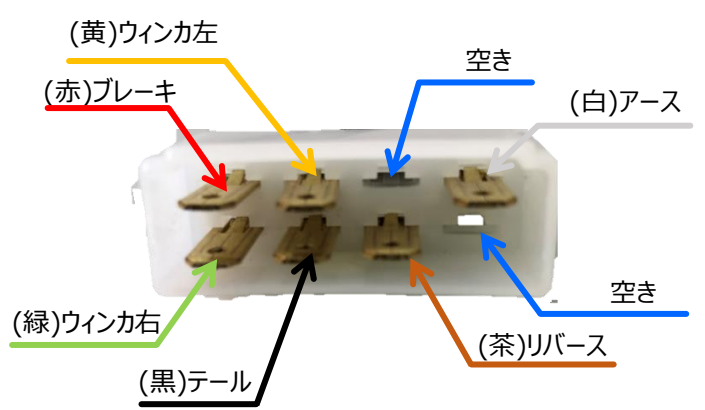 (黄)ウィンカ左
空き
(赤)ブレーキ
(白)アース
空き
(緑)ウィンカ右
(茶)リバース
(黒)テール